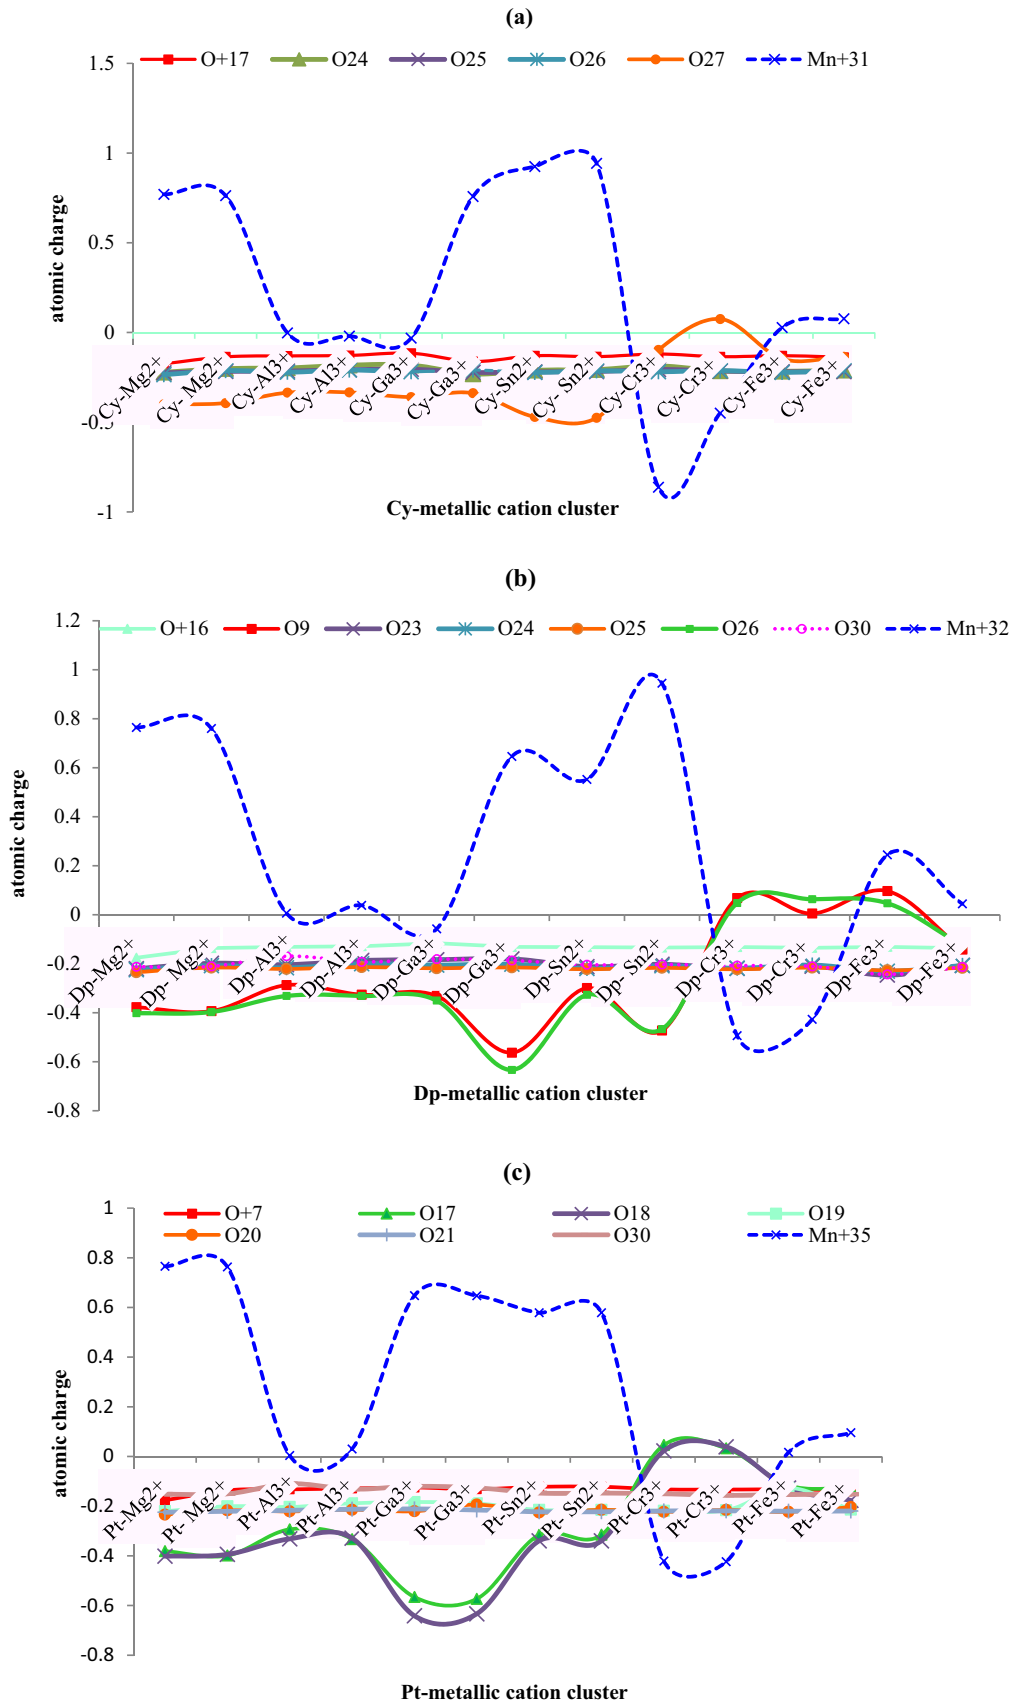 (a)
O+17 O24 O25 O26 O27 Mn+31
1.5
1
0.5
0
-0.5
-1
atomic charge
Cy-Mg2+ Cy- Mg2+ Cy-Al3+ Cy-Al3+ Cy-Ga3+ Cy-Ga3+ Cy-Sn2+ Cy- Sn2+ Cy-Cr3+ Cy-Cr3+ Cy-Fe3+ Cy-Fe3+
Cy-metallic cation cluster
(b)
O+16 O9 O23 O24 O25 O26 O30 Mn+32
1.2
1
0.8
0.6
0.4
0.2
0
-0.2
-0.4
-0.6
-0.8
atomic charge
Dp-Mg2+ Dp- Mg2+ Dp-Al3+ Dp-Al3+ Dp-Ga3+ Dp-Ga3+ Dp-Sn2+ Dp- Sn2+ Dp-Cr3+ Dp-Cr3+ Dp-Fe3+ Dp-Fe3+
Dp-metallic cation cluster
(c)
O+7 O17 O18 O19
O20 O21 O30 Mn+35
1
0.8
0.6
0.4
0.2
0
-0.2
-0.4
-0.6
-0.8
atomic charge
Pt-Mg2+ Pt- Mg2+ Pt-Al3+ Pt-Al3+ Pt-Ga3+ Pt-Ga3+ Pt-Sn2+ Pt- Sn2+ Pt-Cr3+ Pt-Cr3+ Pt-Fe3+ Pt-Fe3+
Pt-metallic cation cluster